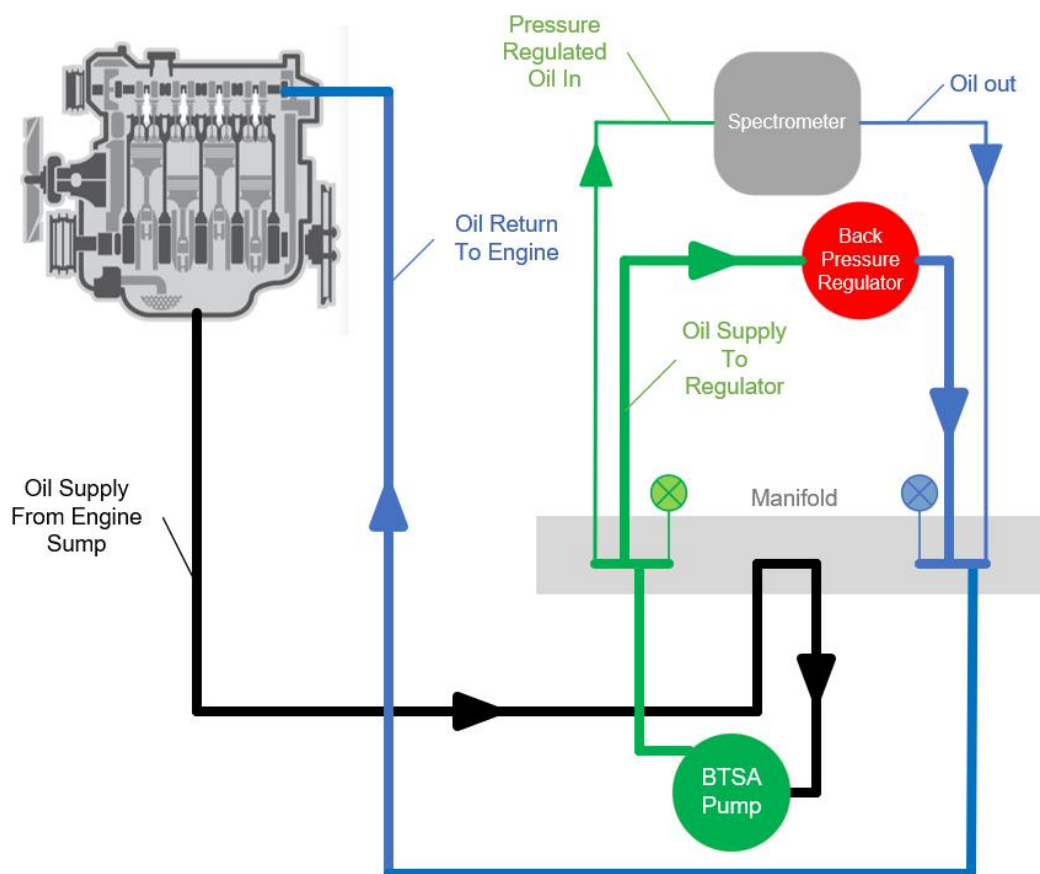 Pressure
Regulated
Oil In
Spectrometer
Oil out
Oil Return
To Engine
Back
Pressure
Regulator
Oil Supply
To
Regulator
Oil Supply
From Engine
Sump
Manifold
BTSA
Pump